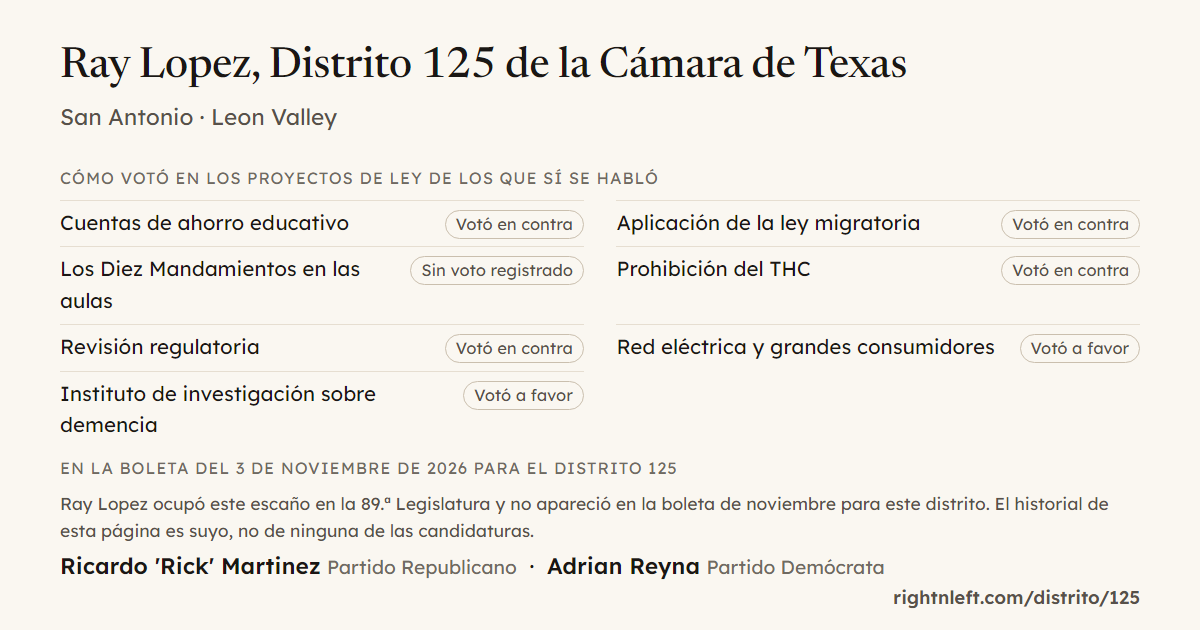 Ray Lopez, Distrito 125 de la Cámara de Texas
San Antonio · Leon Valley
CÓMO VOTÓ EN LOS PROYECTOS DE LEY DE LOS QUE SÍ SE HABLÓ
Cuentas de ahorro educativo
Votó en contra
Aplicación de la ley migratoria
Votó en contra
Los Diez Mandamientos en las
aulas
Sin voto registrado
Prohibición del THC
Votó en contra
Revisión regulatoria
Votó en contra
Red eléctrica y grandes consumidores
Votó a favor
Instituto de investigación sobre
demencia
Votó a favor
EN LA BOLETA DEL 3 DE NOVIEMBRE DE 2026 PARA EL DISTRITO 125
Ray Lopez ocupó este escaño en la 89.ª Legislatura y no apareció en la boleta de noviembre para este distrito. El historial de
esta página es suyo, no de ninguna de las candidaturas.
Ricardo 'Rick' Martinez Partido Republicano · Adrian Reyna Partido Demócrata
rightnleft.com/distrito/125